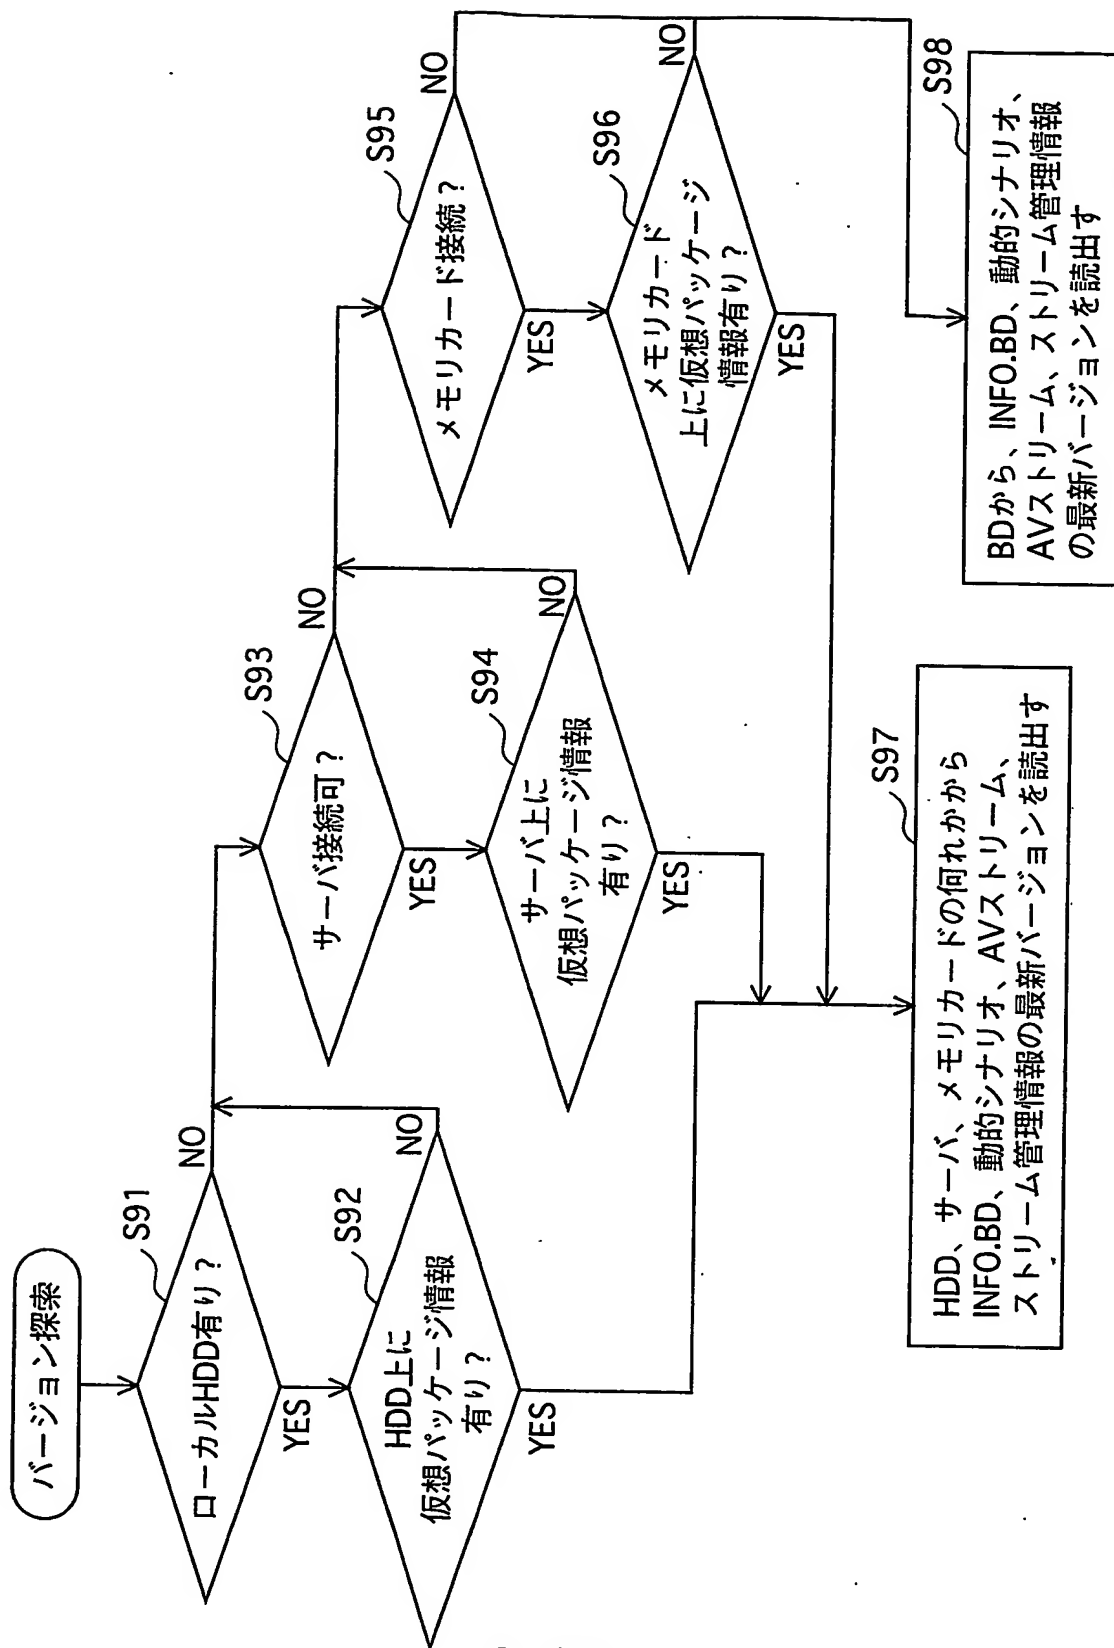 バージョン探索
S91
ローカルHDD有り？
NO
YES
S92
HDD上に
仮想パッケージ情報
有り？
NO
YES
S93
サーバ接続可？
NO
YES
S94
サーバ上に
仮想パッケージ情報
有り？
NO
YES
S95
メモリカード接続？
NO
YES
S96
メモリカード
上に仮想パッケージ
情報有り？
NO
YES
S97
HDD、サーバ、メモリカードの何れかから
INFO.BD、動的シナリオ、AVストリーム、
ストリーム管理情報の最新バージョンを読出す
S98
BDから、INFO.BD、動的シナリオ、
AVストリーム、ストリーム管理情報
の最新バージョンを読出す